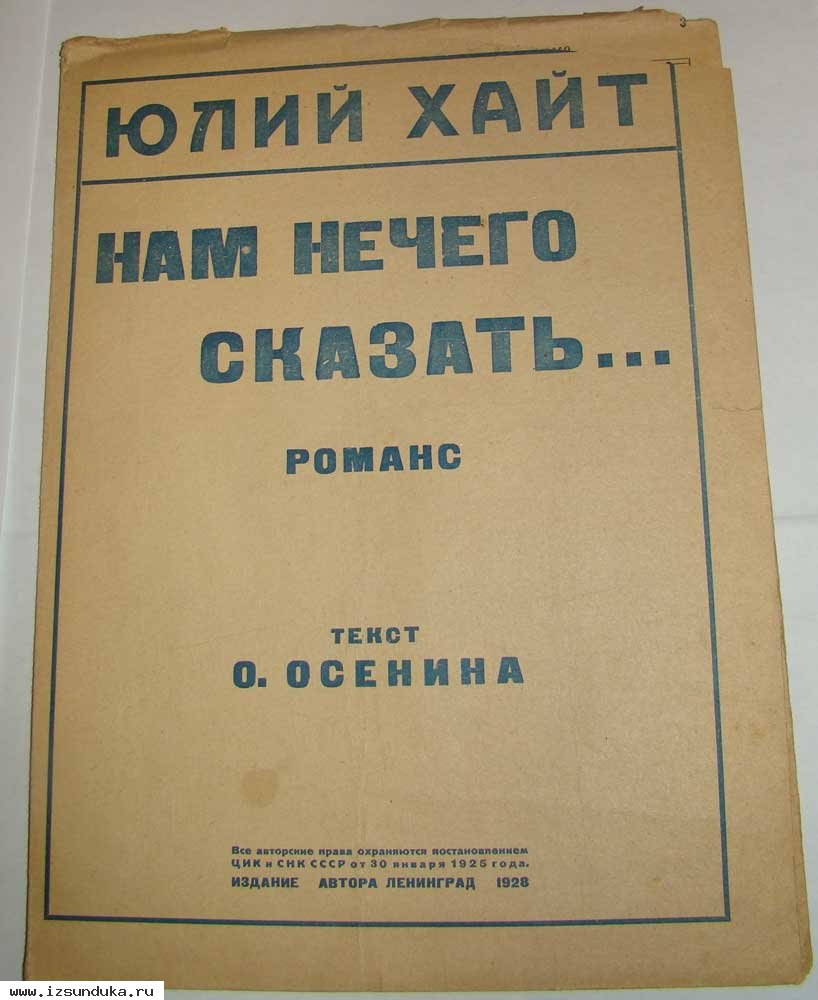 ЮЛИЙ ХАЙТ
НАМ НЕЧЕГО
СКАЗАТЬ...
РОМАНС
ТЕКСТ
О. ОСЕНИНА
Все авторские права охраняются постановлением
ЦИК и СНК СССР от 30 января 1925 года.
ИЗДАНИЕ АВТОРА ЛЕНИНГРАД 1928
www.izsunduka.ru